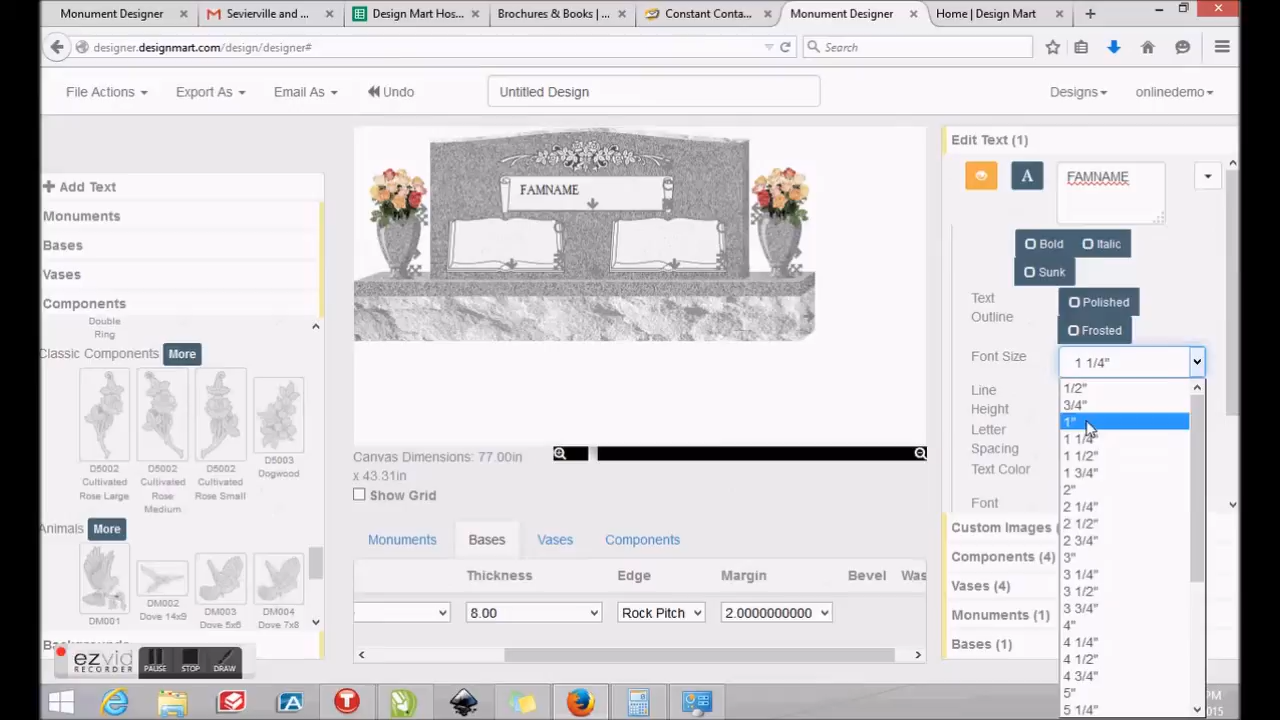 Monument Designer
Sevierville and ...
Design Mart Hos...
Brochures & Books | ...
Constant Conta...
Monument Designer
Home | Design Mart
designer.designmart.com/design/designer#
Search
File Actions
Export As
Email As
Undo
Untitled Design
Designs
onlinedemo
Add Text
Monuments
Bases
Vases
Components
Double
Ring
Classic Components
More
D5002
Cultivated
Rose Large
D5002
Cultivated
Rose
Medium
D5002
Cultivated
Rose Small
D5003
Dogwood
Animals
More
DM001
DM002
Dove 14x9
DM003
Dove 5x6
DM004
Dove 7x8
ezvid
RECORDER
PAUSE
STOP
DRAW
FAMNAME
Canvas Dimensions: 77.00in
x 43.31in
Show Grid
Monuments
Bases
Vases
Components
Thickness
Edge
Margin
Bevel
Was
8.00
Rock Pitch
2.0000000000
Edit Text (1)
A
FAMNAME
Bold
Italic
Sunk
Text
Outline
Polished
Frosted
Font Size
1 1/4"
Line
Height
Letter
Spacing
Text Color
Font
1/2"
3/4"
1"
1 1/4"
1 1/2"
1 3/4"
2"
2 1/4"
2 1/2"
2 3/4"
3"
3 1/4"
3 1/2"
3 3/4"
4"
4 1/4"
4 1/2"
4 3/4"
5"
5 1/4"
Custom Images (
Components (4)
Vases (4)
Monuments (1)
Bases (1)
PM
2015